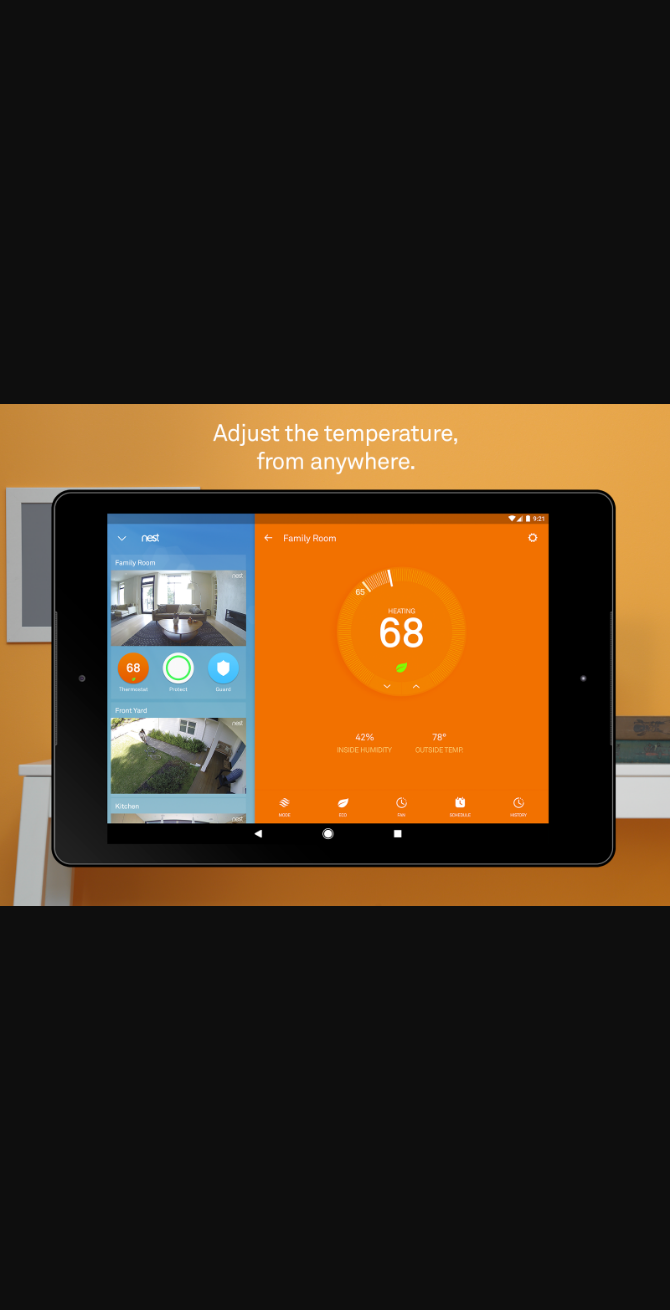 Adjust the temperature,
from anywhere.
9:21
nest
Family Room
nest
68
Thermostat
Protect
Guard
Front Yard
nest
Kitchen
nest
Family Room
65
HEATING
68
42%
INSIDE HUMIDITY
78°
OUTSIDE TEMP.
MODE
ECO
FAN
SCHEDULE
HISTORY